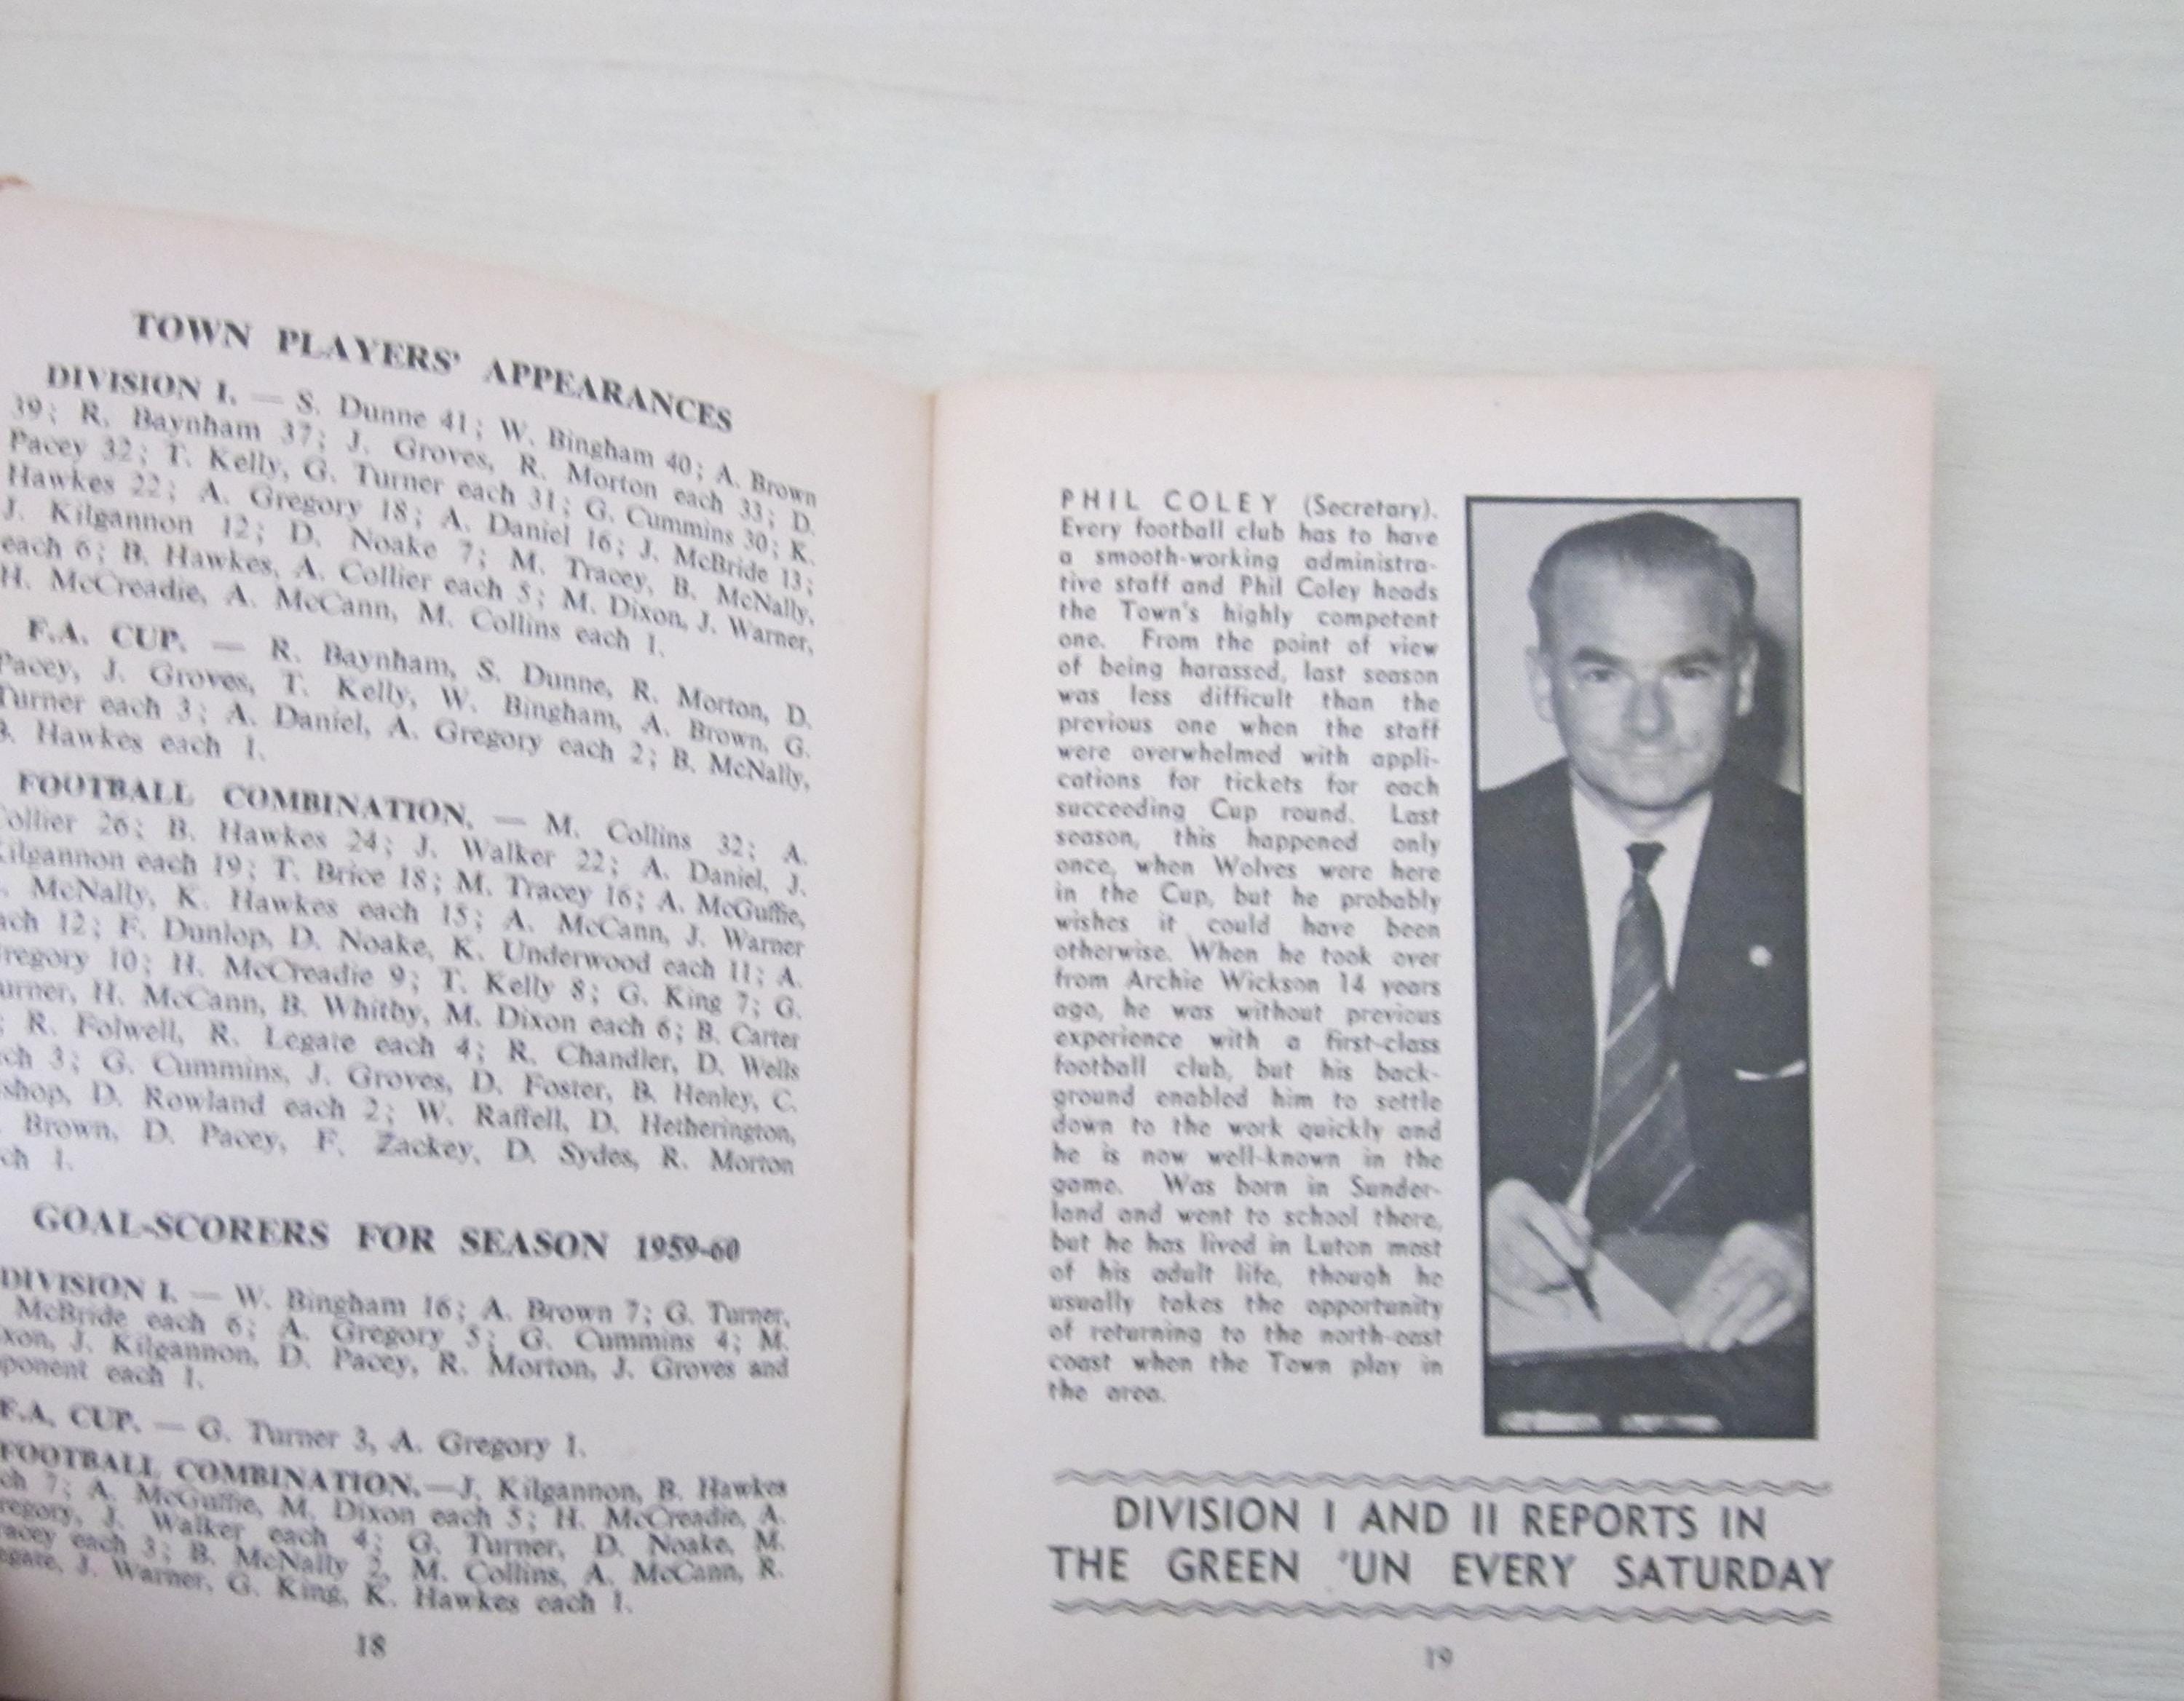 TOWN PLAYERS' APPEARANCES
DIVISION I. — S. Dunne 41; W. Bingham 40; A. Brown
39; R. Baynham 37; J. Groves, R. Morton each 33; D.
Pacey 32; T. Kelly, G. Turner each 31; G. Cummins 30; K.
Hawkes 22; A. Gregory 18; A. Daniel 16; J. McBride 13;
J. Kilgannon 12; D. Noake 7; M. Tracey, B. McNally,
each 6; B. Hawkes, A. Collier each 5; M. Dixon, J. Warner,
H. McCreadie, A. McCann, M. Collins each 1.
F.A. CUP. — R. Baynham, S. Dunne, R. Morton, D.
Pacey, J. Groves, T. Kelly, W. Bingham, A. Brown, G.
Turner each 3; A. Daniel, A. Gregory each 2; B. McNally,
B. Hawkes each 1.
FOOTBALL COMBINATION. — M. Collins 32; A.
Collier 26; B. Hawkes 24; J. Walker 22; A. Daniel, J.
Kilgannon each 19; T. Brice 18; M. Tracey 16; A. McGuffie,
. McNally, K. Hawkes each 15; A. McCann, J. Warner
ach 12; F. Dunlop, D. Noake, K. Underwood each 11; A.
regory 10; H. McCreadie 9; T. Kelly 8; G. King 7; G.
urner, H. McCann, B. Whitby, M. Dixon each 6; B. Carter
; R. Folwell, R. Legate each 4; R. Chandler, D. Wells
ch 3; G. Cummins, J. Groves, D. Foster, B. Henley, C.
shop, D. Rowland each 2; W. Raffell, D. Hetherington,
. Brown, D. Pacey, F. Zackey, D. Sydes, R. Morton
ch 1.
GOAL-SCORERS FOR SEASON 1959-60
DIVISION I. — W. Bingham 16; A. Brown 7; G. Turner,
McBride each 6; A. Gregory 5; G. Cummins 4; M.
xon, J. Kilgannon, D. Pacey, R. Morton, J. Groves and
ponent each 1.
F.A. CUP. — G. Turner 3, A. Gregory 1.
FOOTBALL COMBINATION.—J. Kilgannon, B. Hawkes
ch 7; A. McGuffie, M. Dixon each 5; H. McCreadie, A.
regory, J. Walker each 4; G. Turner, D. Noake, M.
racey each 3; B. McNally 2, M. Collins, A. McCann, R.
egate, J. Warner, G. King, K. Hawkes each 1.
18
PHIL COLEY (Secretary).
Every football club has to have
a smooth-working administra-
tive staff and Phil Coley heads
the Town's highly competent
one. From the point of view
of being harassed, last season
was less difficult than the
previous one when the staff
were overwhelmed with appli-
cations for tickets for each
succeeding Cup round. Last
season, this happened only
once, when Wolves were here
in the Cup, but he probably
wishes it could have been
otherwise. When he took over
from Archie Wickson 14 years
ago, he was without previous
experience with a first-class
football club, but his back-
ground enabled him to settle
down to the work quickly and
he is now well-known in the
game. Was born in Sunder-
land and went to school there,
but he has lived in Luton most
of his adult life, though he
usually takes the opportunity
of returning to the north-east
coast when the Town play in
the area.
DIVISION I AND II REPORTS IN
THE GREEN 'UN EVERY SATURDAY
19